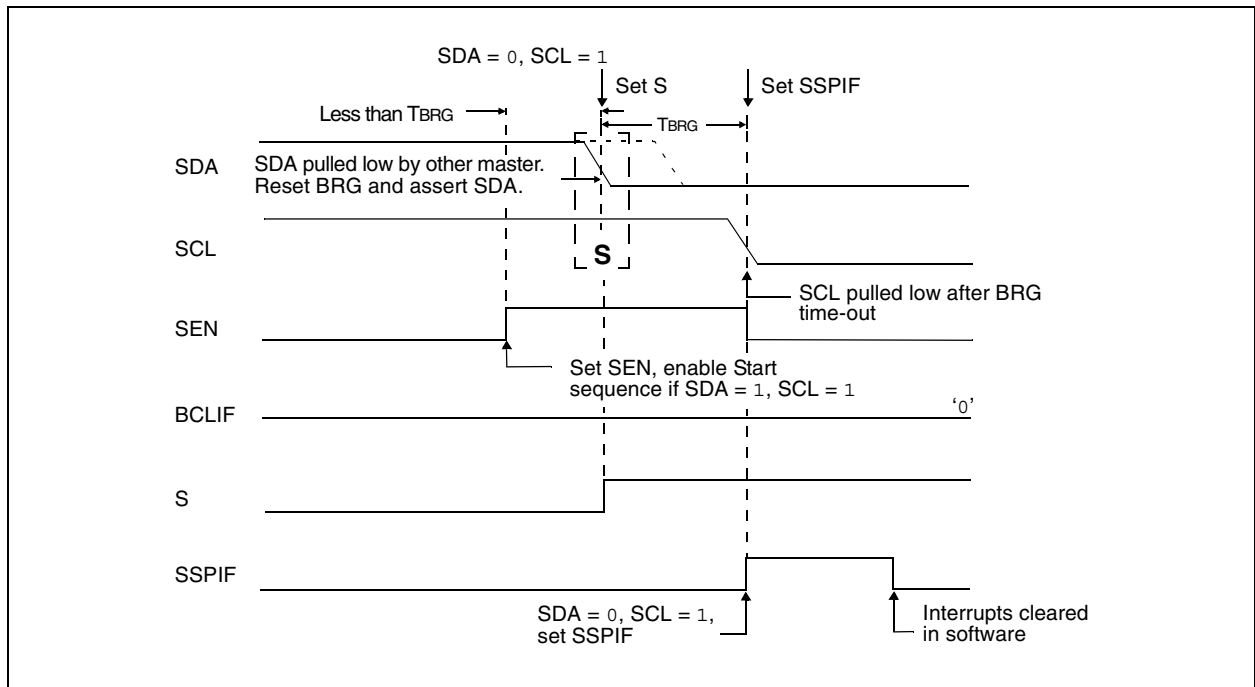 SDA = 0, SCL = 1
Set S
Set SSPIF
Less than TBRG
TBRG
SDA
SDA pulled low by other master.
Reset BRG and assert SDA.
SCL
S
SCL pulled low after BRG
time-out
SEN
Set SEN, enable Start
sequence if SDA = 1, SCL = 1
BCLIF
‘0’
S
SSPIF
SDA = 0, SCL = 1,
set SSPIF
Interrupts cleared
in software